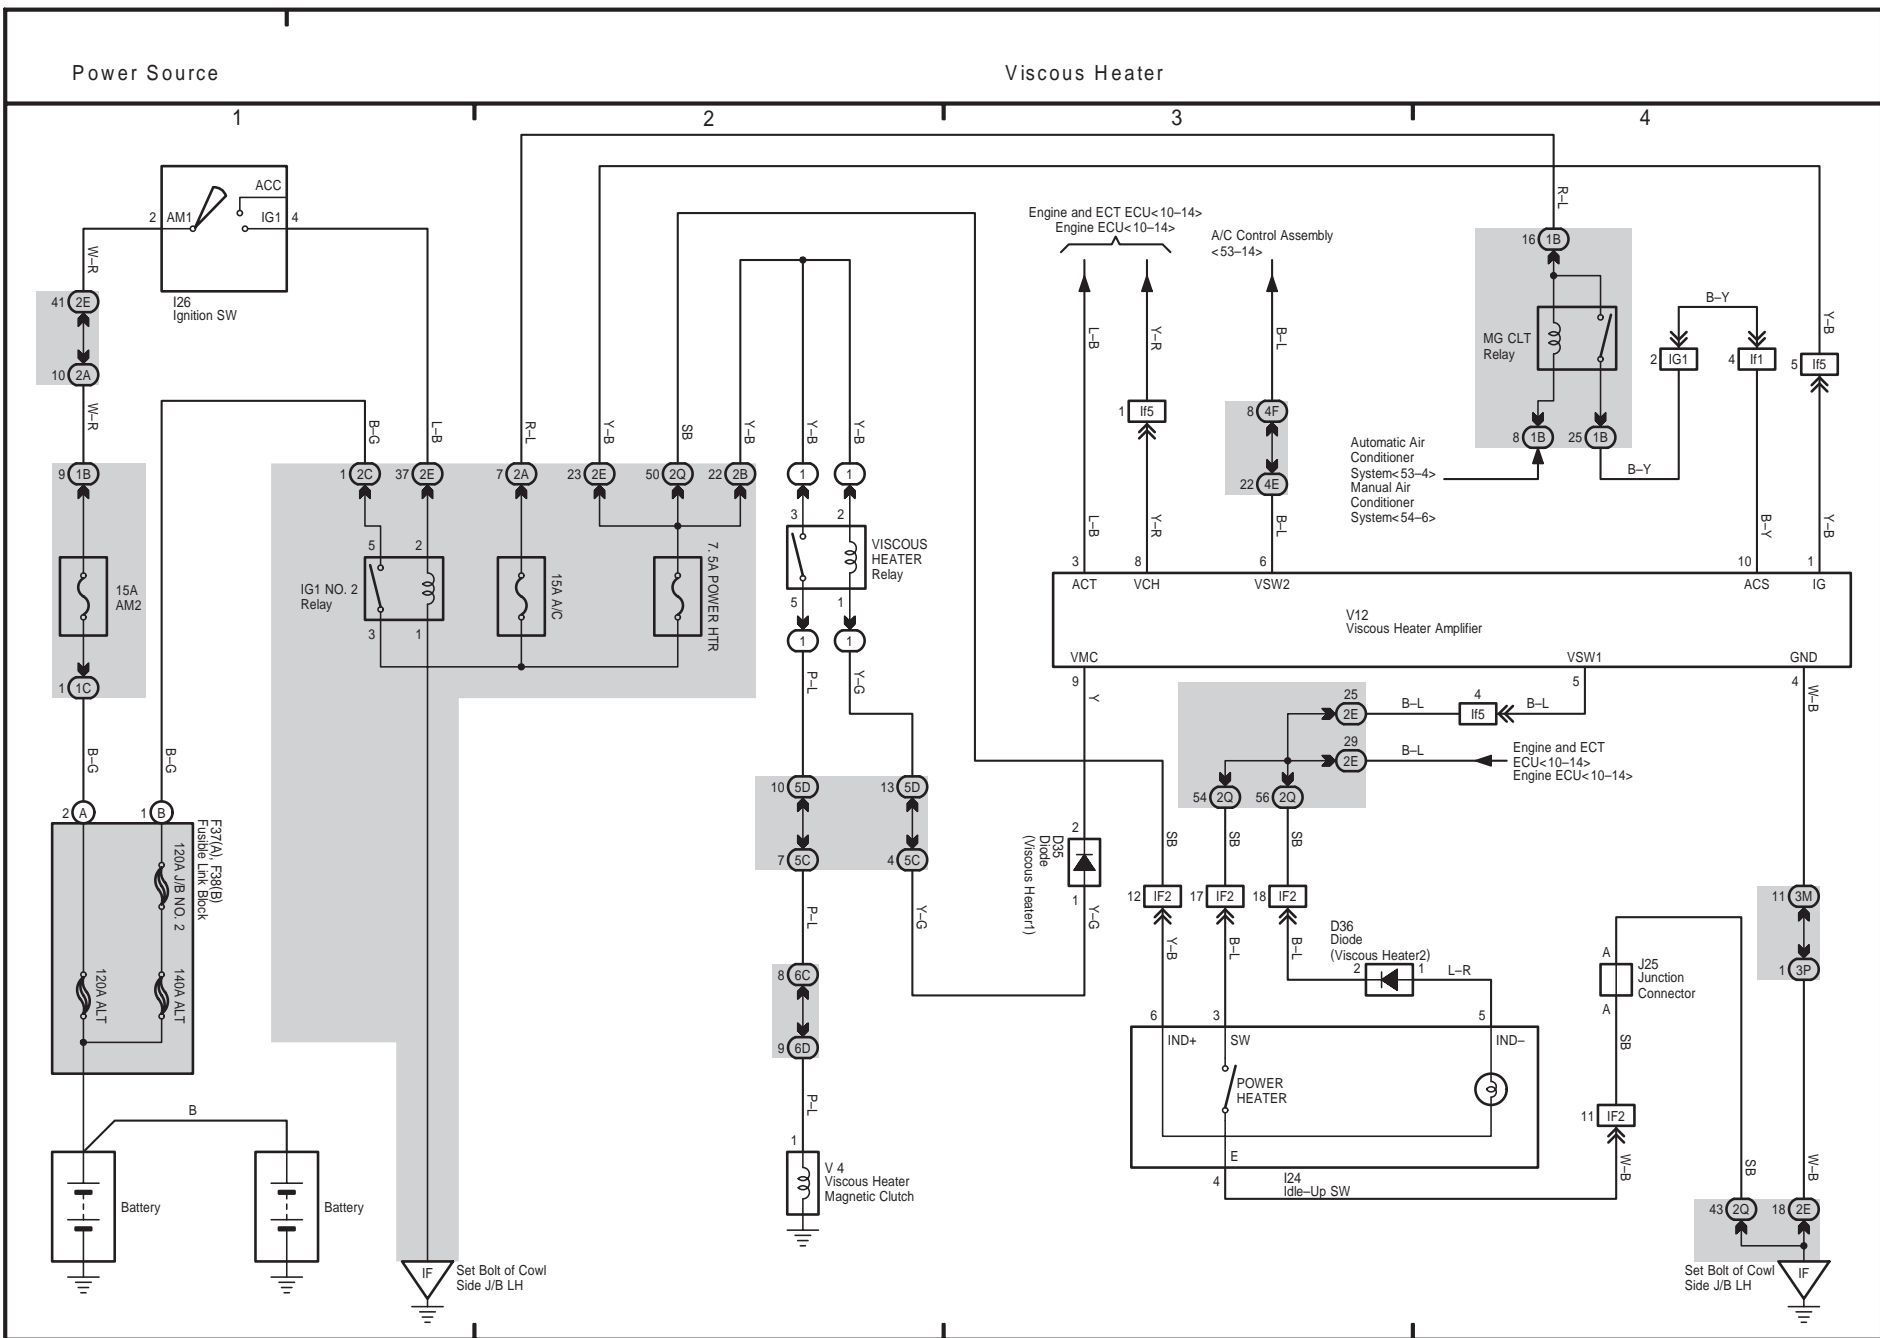 Power Source
Viscous Heater
1
2
3
4
ACC
2
AM1
IG1
4
I26
Ignition SW
W–R
41
2E
10
2A
W–R
9
1B
15A
AM2
1
1C
B–G
B–G
2
A
1
B
F37(A), F38(B)
Fusible Link Block
120A J/B NO. 2
120A ALT
140A ALT
B
Battery
Battery
B–G
L–B
R–L
Y–B
SB
Y–B
Y–B
Y–B
1
2C
37
2E
7
2A
23
2E
50
2Q
22
2B
1
1
5
2
IG1 NO. 2
Relay
3
1
15A A/C
7. 5A POWER HTR
3
2
VISCOUS
HEATER
Relay
5
1
1
1
P–L
Y–G
10
5D
13
5D
7
5C
4
5C
P–L
Y–G
8
6C
9
6D
P–L
1
V 4
Viscous Heater
Magnetic Clutch
IF
Set Bolt of Cowl
Side J/B LH
Engine and ECT ECU<10–14>
Engine ECU<10–14>
A/C Control Assembly
<53–14>
L–B
Y–R
B–L
1
If5
8
4F
22
4E
L–B
Y–R
B–L
R–L
16
1B
MG CLT
Relay
8
1B
25
1B
B–Y
2
IG1
4
If1
5
If5
Y–B
B–Y
Automatic Air
Conditioner
System<53–4>
Manual Air
Conditioner
System<54–6>
B–Y
Y–B
3
8
6
10
1
ACT
VCH
VSW2
ACS
IG
V12
Viscous Heater Amplifier
VMC
VSW1
GND
9
5
4
Y
W–B
25
2E
B–L
4
If5
B–L
29
2E
B–L
Engine and ECT
ECU<10–14>
Engine ECU<10–14>
54
2Q
56
2Q
2
D35
Diode
(Viscous Heater1)
1
Y–G
SB
SB
SB
12
IF2
17
IF2
18
IF2
Y–B
B–L
B–L
D36
Diode
(Viscous Heater2)
2
1
L–R
6
3
5
IND+
SW
IND–
POWER
HEATER
E
4
I24
Idle–Up SW
A
J25
Junction
Connector
A
SB
11
IF2
W–B
11
3M
1
3P
SB
W–B
43
2Q
18
2E
Set Bolt of Cowl
Side J/B LH
IF